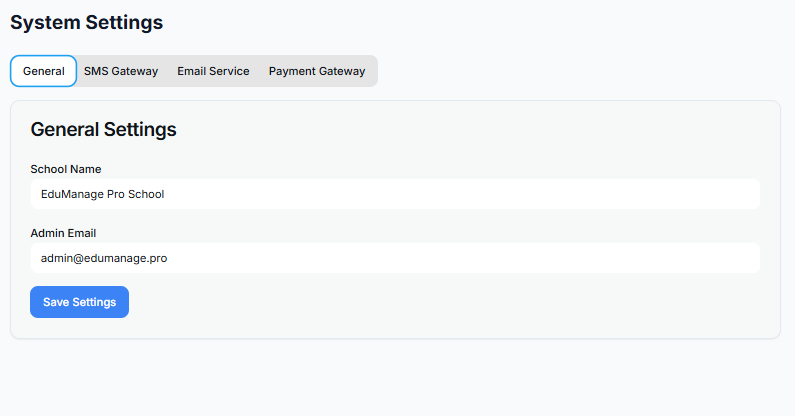 System Settings
General SMS Gateway Email Service Payment Gateway
General Settings
School Name
EduManage Pro School
Admin Email
admin@edumanage.pro
Save Settings